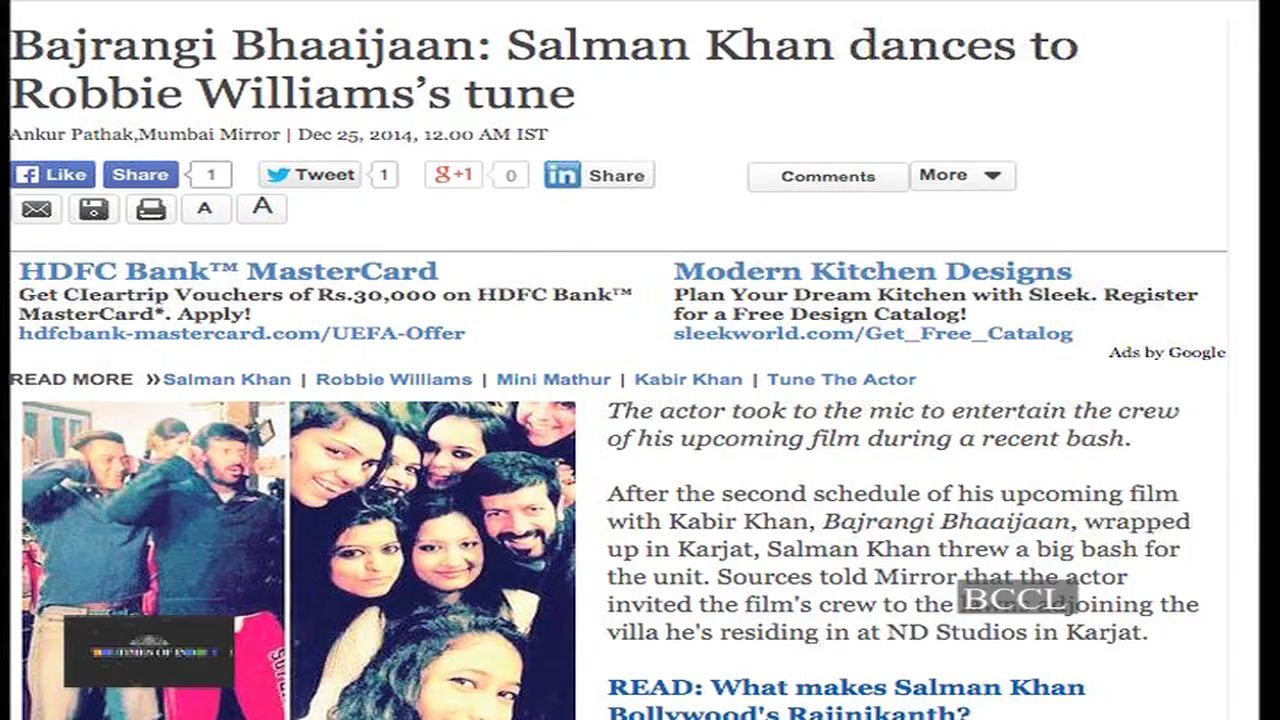 Bajrangi Bhaaijaan: Salman Khan dances to
Robbie Williams's tune
Ankur Pathak,Mumbai Mirror | Dec 25, 2014, 12.00 AM IST
Like Share 1 Tweet 1 g+1 0 in Share Comments More
A A
HDFC Bank™ MasterCard
Get Cleartrip Vouchers of Rs.30,000 on HDFC Bank™
MasterCard*. Apply!
hdfcbank-mastercard.com/UEFA-Offer
Modern Kitchen Designs
Plan Your Dream Kitchen with Sleek. Register
for a Free Design Catalog!
sleekworld.com/Get_Free_Catalog
Ads by Google
READ MORE »Salman Khan | Robbie Williams | Mini Mathur | Kabir Khan | Tune The Actor
The actor took to the mic to entertain the crew
of his upcoming film during a recent bash.
After the second schedule of his upcoming film
with Kabir Khan, Bajrangi Bhaaijaan, wrapped
up in Karjat, Salman Khan threw a big bash for
the unit. Sources told Mirror that the actor
invited the film's crew to the adjoining the
BCCL
villa he's residing in at ND Studios in Karjat.
READ: What makes Salman Khan
Bollywood's Rajinikanth?